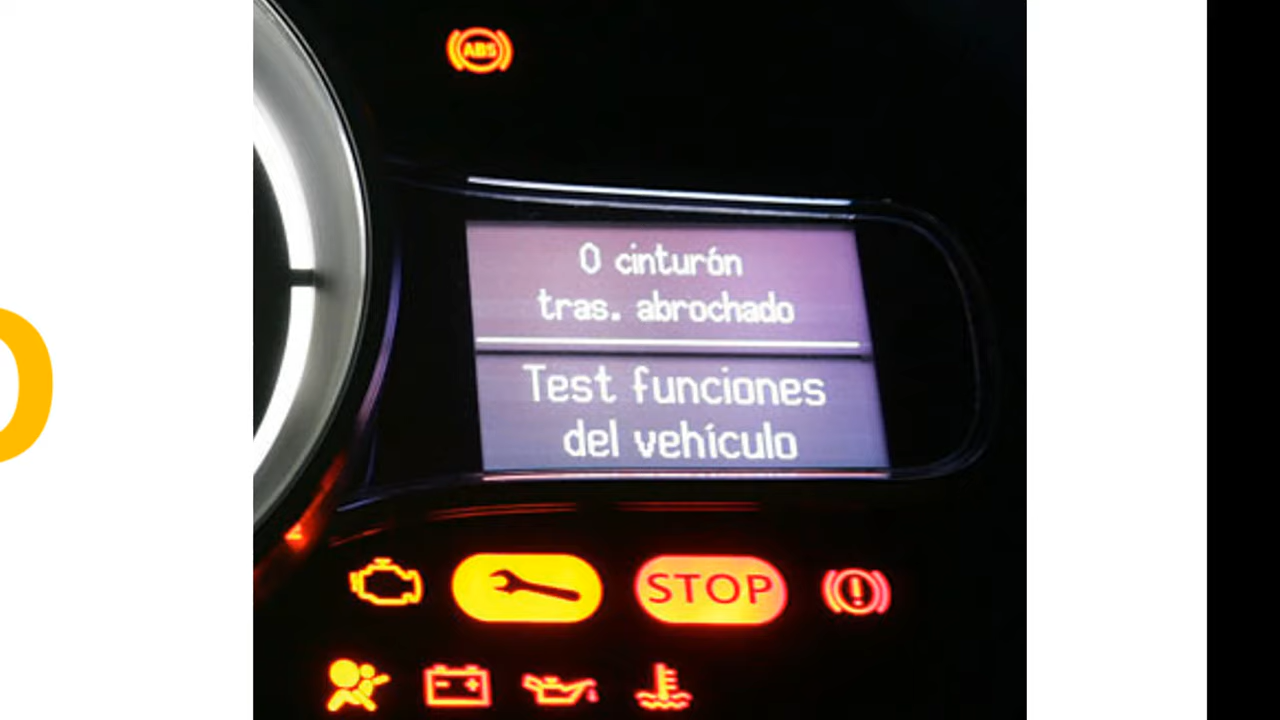 ABS
0 cinturón
tras. abrochado
Test funciones
del vehículo
STOP